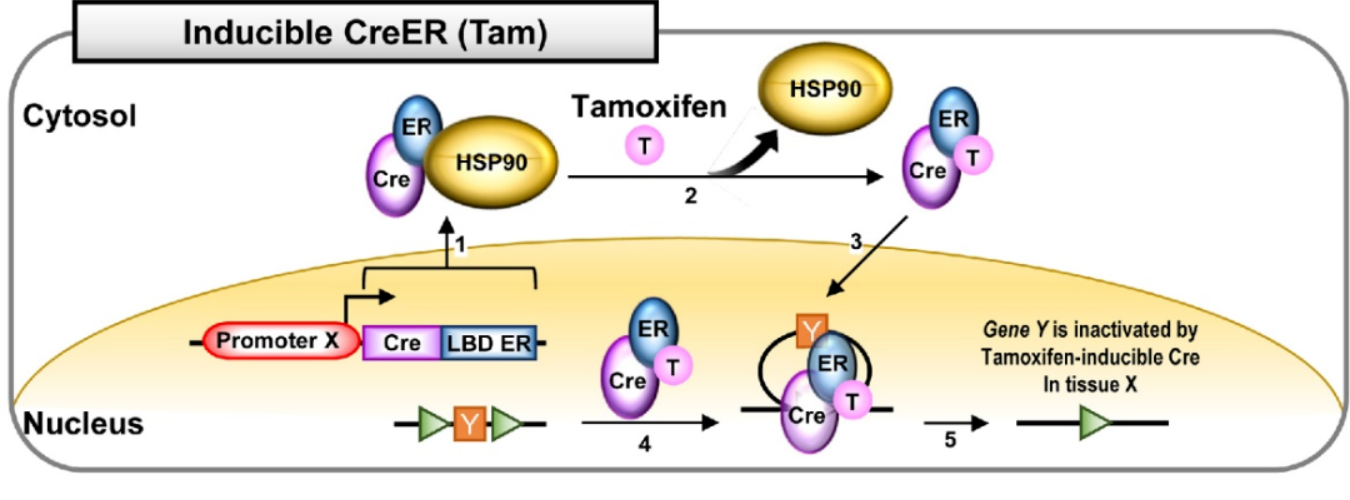 Inducible CreER (Tam)
Cytosol
ER
Cre
HSP90
Tamoxifen
T
2
HSP90
ER
Cre
T
1
3
Promoter X
Cre
LBD ER
ER
Cre
T
Y
ER
Cre
T
Gene Y is inactivated by
Tamoxifen-inducible Cre
In tissue X
Nucleus
Y
4
5